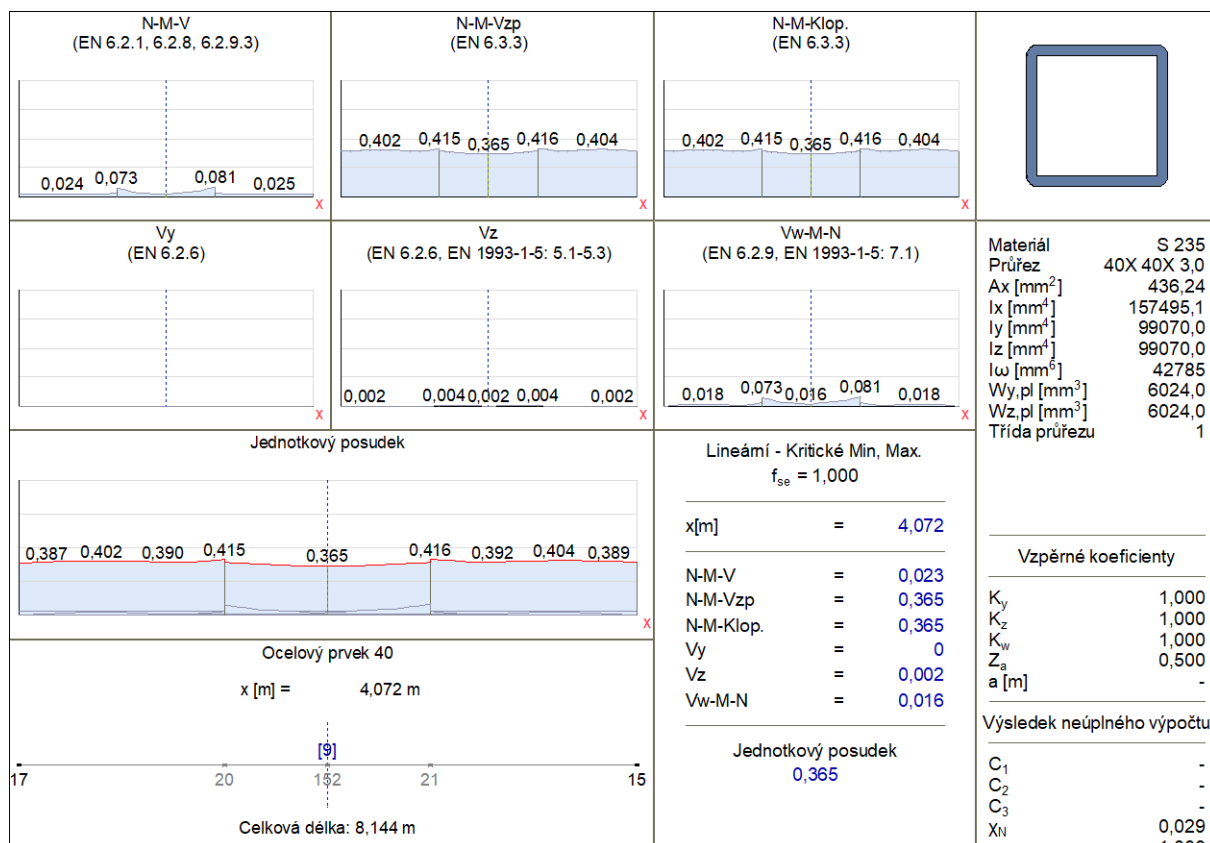 N-M-V
(EN 6.2.1, 6.2.8, 6.2.9.3)
0,024 0,073 0,081 0,025
x
N-M-Vzp
(EN 6.3.3)
0,402 0,415 0,365 0,416 0,404
x
N-M-Klop.
(EN 6.3.3)
0,402 0,415 0,365 0,416 0,404
x
Vy
(EN 6.2.6)
x
Vz
(EN 6.2.6, EN 1993-1-5: 5.1-5.3)
0,002 0,004 0,002 0,004 0,002
x
Vw-M-N
(EN 6.2.9, EN 1993-1-5: 7.1)
0,018 0,073 0,016 0,081 0,018
x
Materiál S 235
Průřez 40X 40X 3,0
Ax [mm²] 436,24
Ix [mm⁴] 157495,1
Iy [mm⁴] 99070,0
Iz [mm⁴] 99070,0
Iω [mm⁶] 42785
Wy,pl [mm³] 6024,0
Wz,pl [mm³] 6024,0
Třída průřezu 1
Jednotkový posudek
0,387 0,402 0,390 0,415 0,365 0,416 0,392 0,404 0,389
x
Ocelový prvek 40
x [m] = 4,072 m
[9]
17 20 152 21 15
Celková délka: 8,144 m
Lineární - Kritické Min, Max.
fse = 1,000
x[m] = 4,072
N-M-V = 0,023
N-M-Vzp = 0,365
N-M-Klop. = 0,365
Vy = 0
Vz = 0,002
Vw-M-N = 0,016
Jednotkový posudek
0,365
Vzpěrné koeficienty
Ky 1,000
Kz 1,000
Kw 1,000
Za 0,500
a [m] -
Výsledek neúplného výpočtu
C1 -
C2 -
C3 -
χN 0,029